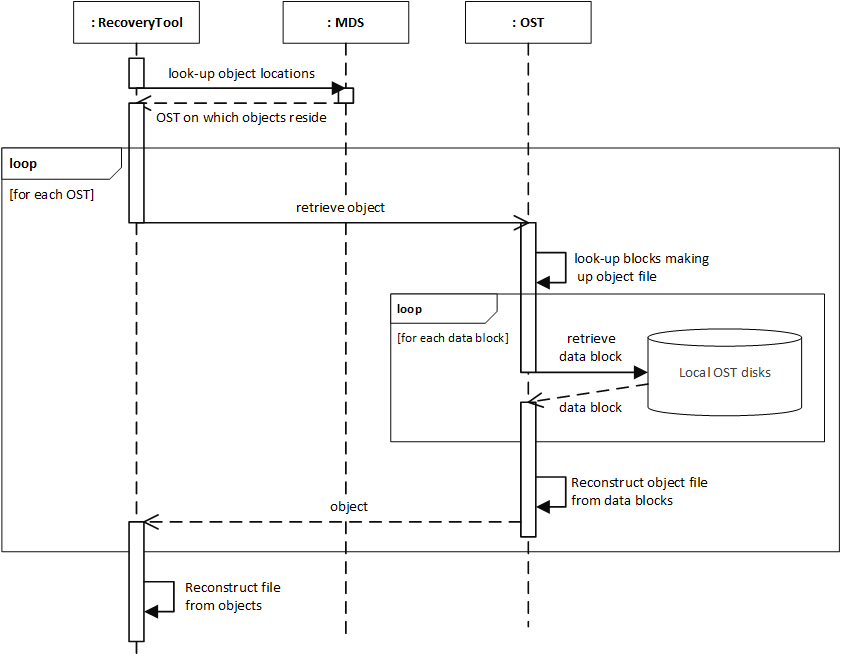 : RecoveryTool
: MDS
: OST
look-up object locations
OST on which objects reside
loop
[for each OST]
retrieve object
look-up blocks making
up object file
loop
[for each data block]
retrieve
data block
Local OST disks
data block
Reconstruct object file
from data blocks
object
Reconstruct file
from objects